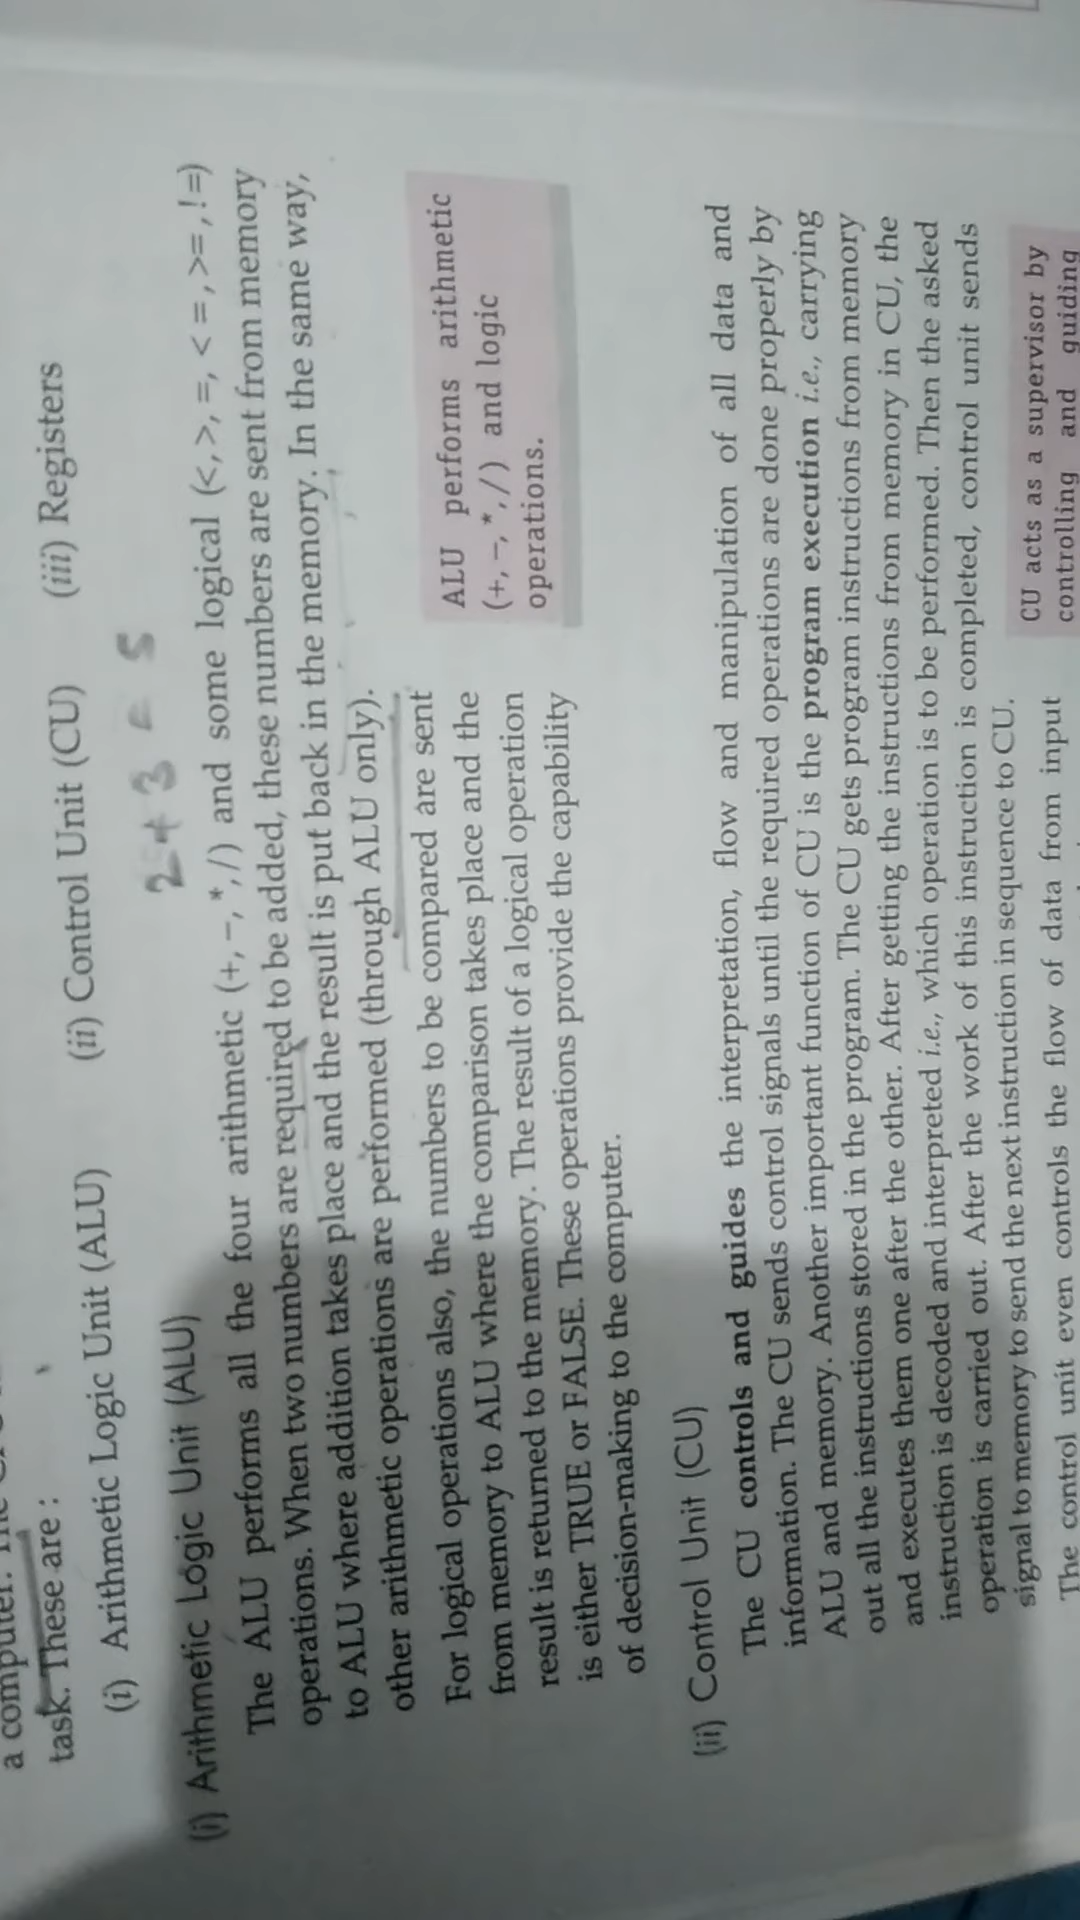 a computer. The
task. These are :
(i) Arithmetic Logic Unit (ALU) (ii) Control Unit (CU) (iii) Registers
2 + 3 = 5
(i) Arithmetic Logic Unit (ALU)
The ALU performs all the four arithmetic (+, –, *, /) and some logical (<, >, =, < =, >=, ! =)
operations. When two numbers are required to be added, these numbers are sent from memory
to ALU where addition takes place and the result is put back in the memory. In the same way,
other arithmetic operations are performed (through ALU only).
For logical operations also, the numbers to be compared are sent
from memory to ALU where the comparison takes place and the
result is returned to the memory. The result of a logical operation
is either TRUE or FALSE. These operations provide the capability
of decision-making to the computer.
ALU performs arithmetic
(+, –, *, /) and logic
operations.
(ii) Control Unit (CU)
The CU controls and guides the interpretation, flow and manipulation of all data and
information. The CU sends control signals until the required operations are done properly by
ALU and memory. Another important function of CU is the program execution i.e., carrying
out all the instructions stored in the program. The CU gets program instructions from memory
and executes them one after the other. After getting the instructions from memory in CU, the
instruction is decoded and interpreted i.e., which operation is to be performed. Then the asked
operation is carried out. After the work of this instruction is completed, control unit sends
signal to memory to send the next instruction in sequence to CU.
The control unit even controls the flow of data from input
CU acts as a supervisor by
controlling and guiding